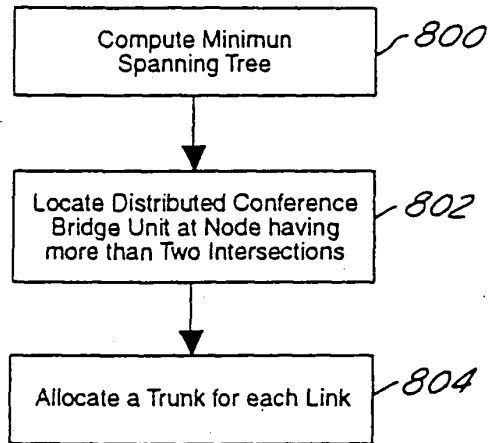 Compute Minimun
Spanning Tree
800
Locate Distributed Conference
Bridge Unit at Node having
more than Two Intersections
802
Allocate a Trunk for each Link
804